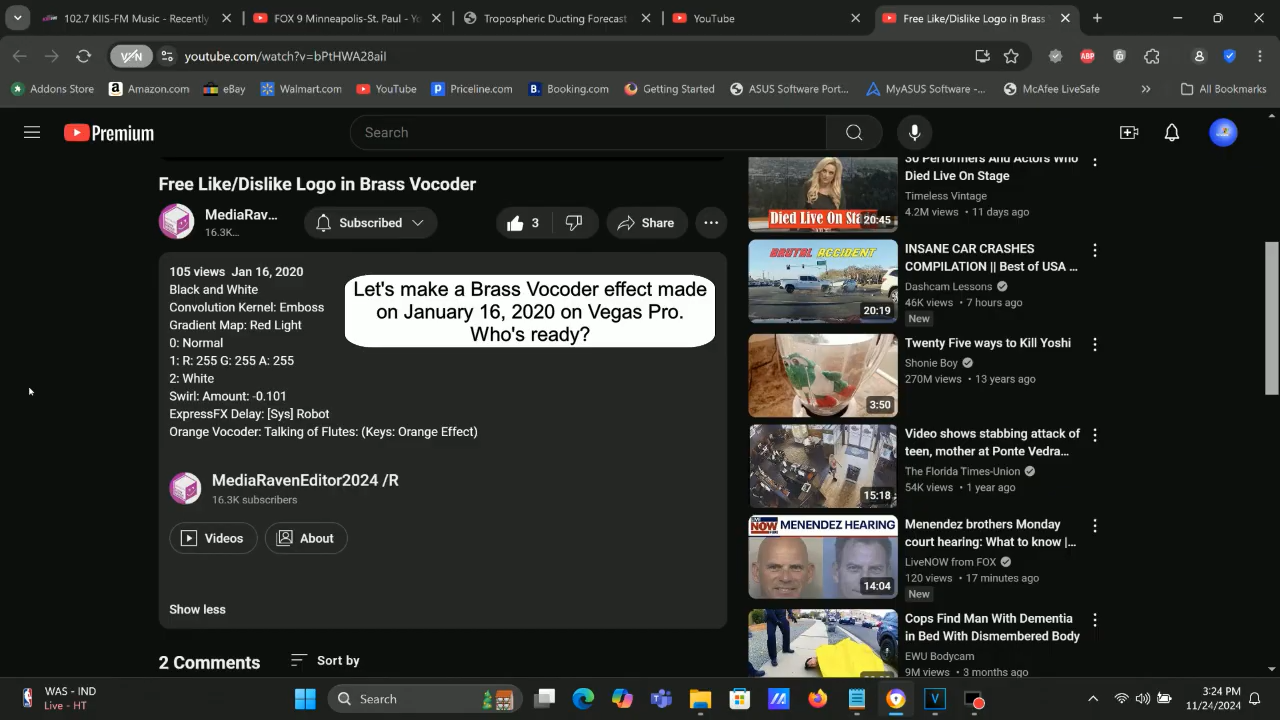 102.7 KIIS-FM Music - Recently
FOX 9 Minneapolis-St. Paul - Yo
Tropospheric Ducting Forecast
YouTube
Free Like/Dislike Logo in Brass
VPN
youtube.com/watch?v=bPtHWA28aiI
Addons Store
Amazon.com
eBay
Walmart.com
YouTube
Priceline.com
Booking.com
Getting Started
ASUS Software Port...
MyASUS Software -...
McAfee LiveSafe
All Bookmarks
Premium
Search
Free Like/Dislike Logo in Brass Vocoder
MediaRav...
16.3K...
Subscribed
3
Share
105 views Jan 16, 2020
Black and White
Convolution Kernel: Emboss
Gradient Map: Red Light
0: Normal
1: R: 255 G: 255 A: 255
2: White
Swirl: Amount: -0.101
ExpressFX Delay: [Sys] Robot
Orange Vocoder: Talking of Flutes: (Keys: Orange Effect)
Let's make a Brass Vocoder effect made
on January 16, 2020 on Vegas Pro.
Who's ready?
MediaRavenEditor2024 /R
16.3K subscribers
Videos
About
Show less
2 Comments
Sort by
30 Performers And Actors Who
Died Live On Stage
Timeless Vintage
4.2M views • 11 days ago
Died Live On Sta
20:45
BRUTAL ACCIDENT
20:19
INSANE CAR CRASHES
COMPILATION || Best of USA ...
Dashcam Lessons
46K views • 7 hours ago
New
3:50
Twenty Five ways to Kill Yoshi
Shonie Boy
270M views • 13 years ago
15:18
Video shows stabbing attack of
teen, mother at Ponte Vedra...
The Florida Times-Union
54K views • 1 year ago
NOW
MENENDEZ HEARING
14:04
Menendez brothers Monday
court hearing: What to know |...
LiveNOW from FOX
120 views • 17 minutes ago
New
Cops Find Man With Dementia
in Bed With Dismembered Body
EWU Bodycam
9M views • 3 months ago
WAS - IND
Live - HT
Search
3:24 PM
11/24/2024